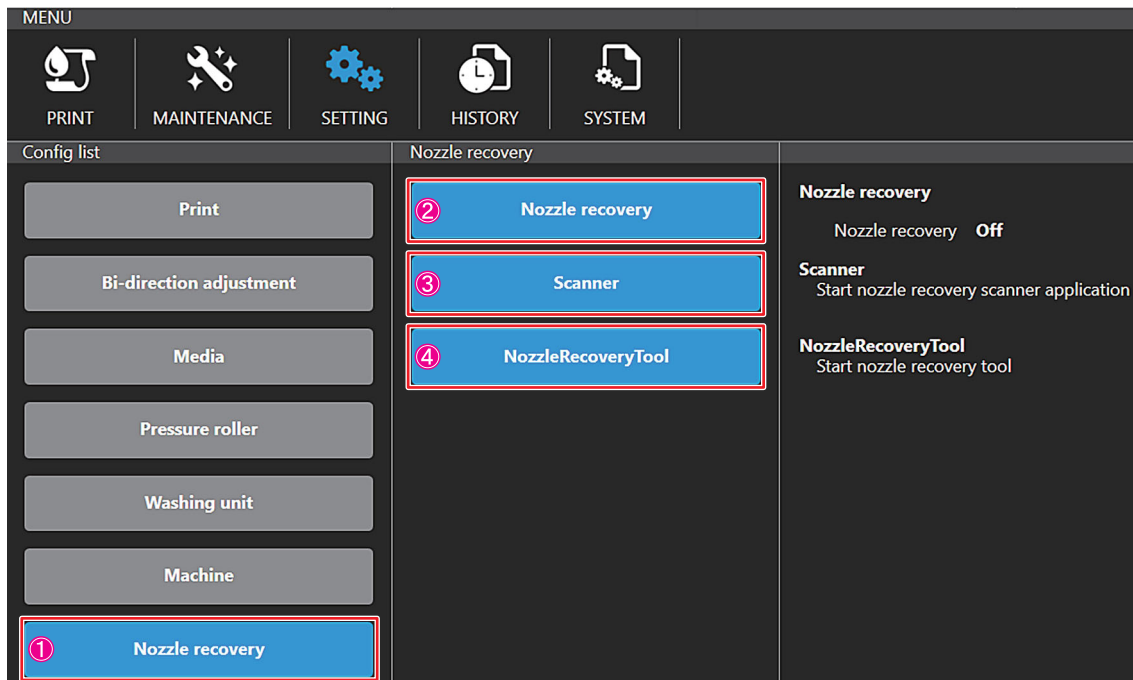 MENU
PRINT
MAINTENANCE
SETTING
HISTORY
SYSTEM
Config list
Print
Bi-direction adjustment
Media
Pressure roller
Washing unit
Machine
① Nozzle recovery
Nozzle recovery
② Nozzle recovery
③ Scanner
④ NozzleRecoveryTool
Nozzle recovery
Nozzle recovery Off
Scanner
Start nozzle recovery scanner application
NozzleRecoveryTool
Start nozzle recovery tool